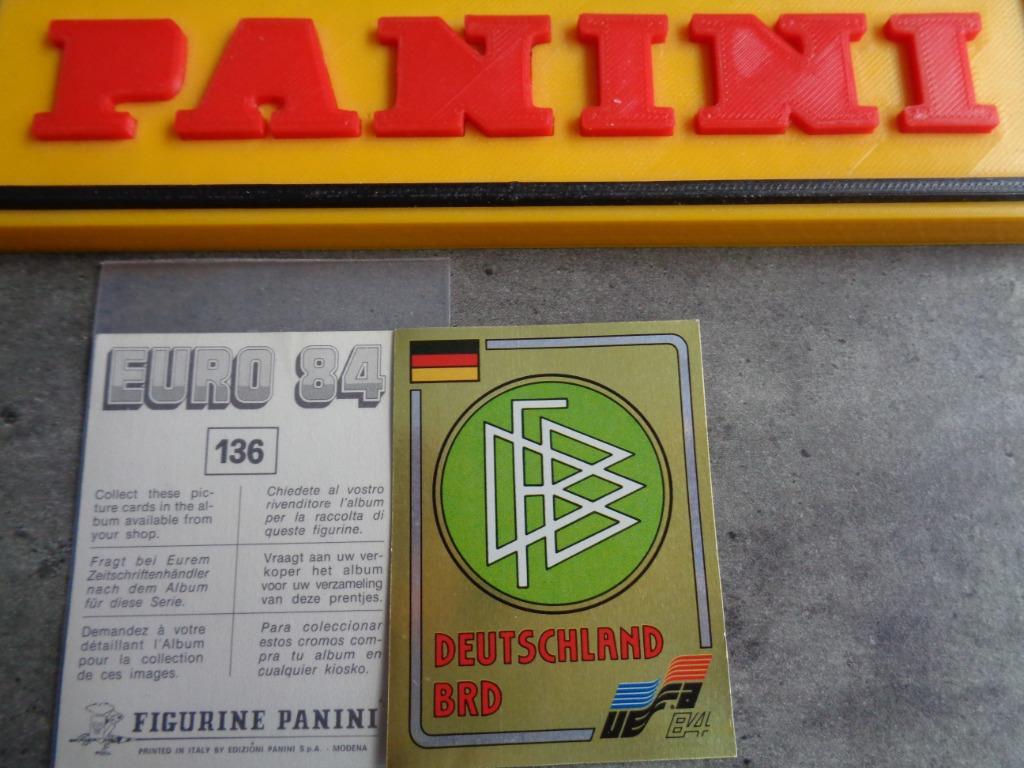 PANINI
EURO 84
136
Collect these pic-
ture cards in the al-
bum available from
your shop.
Chiedete al vostro
rivenditore l'album
per la raccolta di
queste figurine.
Fragt bei Eurem
Zeitschriftenhändler
nach dem Album
für diese Serie.
Vraagt aan uw ver-
koper het album
voor uw verzameling
van deze prentjes.
Demandez à votre
détaillant l'Album
pour la collection
de ces images.
Para coleccionar
estos cromos com-
pra tu album en
cualquier kiosko.
FIGURINE PANINI
PRINTED IN ITALY BY EDIZIONI PANINI S.p.A. - MODENA
DFB
DEUTSCHLAND
BRD
UEFA
84